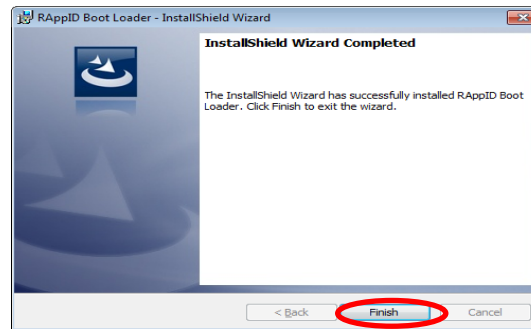 RAppID Boot Loader - InstallShield Wizard
InstallShield Wizard Completed
The InstallShield Wizard has successfully installed RAppID Boot
Loader. Click Finish to exit the wizard.
< Back
Finish
Cancel